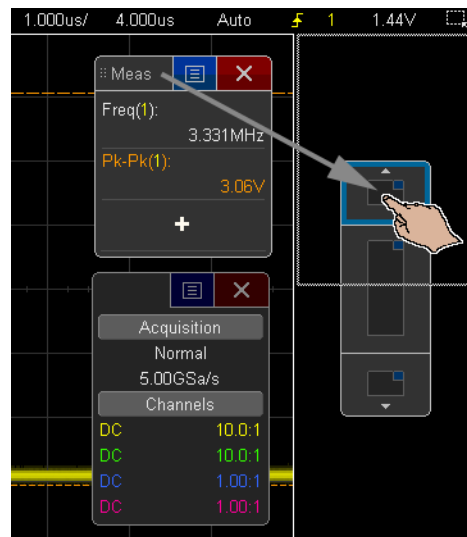 1.000us/ 4.000us Auto 1 1.44V
Meas
Freq(1):
3.331MHz
Pk-Pk(1):
3.06V
+
Acquisition
Normal
5.00GSa/s
Channels
DC 10.0:1
DC 10.0:1
DC 1.00:1
DC 1.00:1